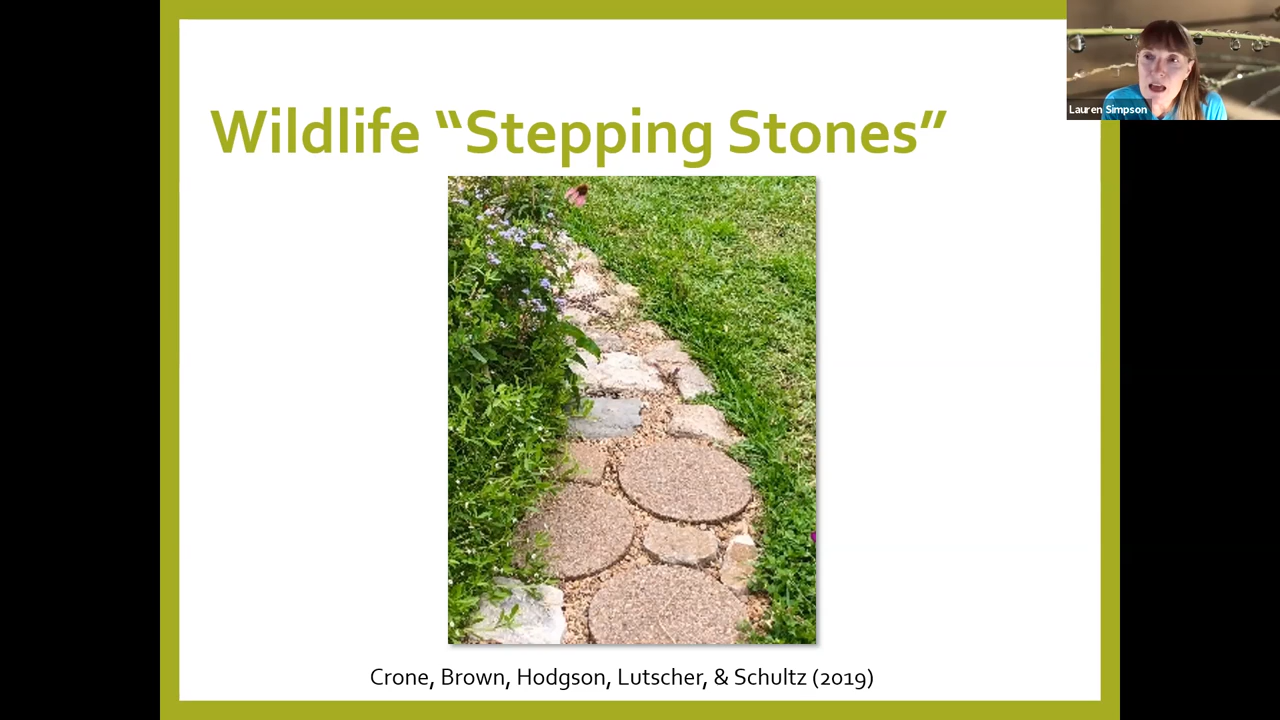 Lauren Simpson
Wildlife “Stepping Stones”
Crone, Brown, Hodgson, Lutscher, & Schultz (2019)